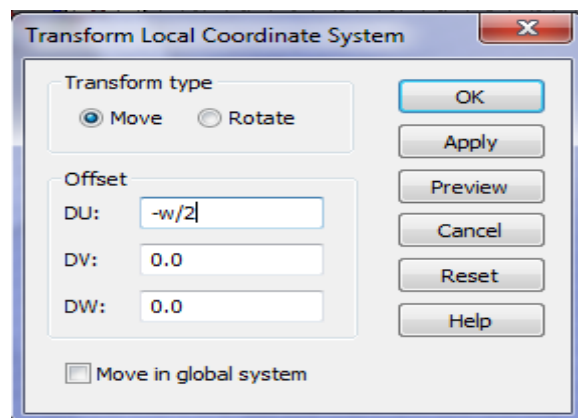 Transform Local Coordinate System
Transform type
Move
Rotate
Offset
DU:
-w/2
DV:
0.0
DW:
0.0
Move in global system
OK
Apply
Preview
Cancel
Reset
Help